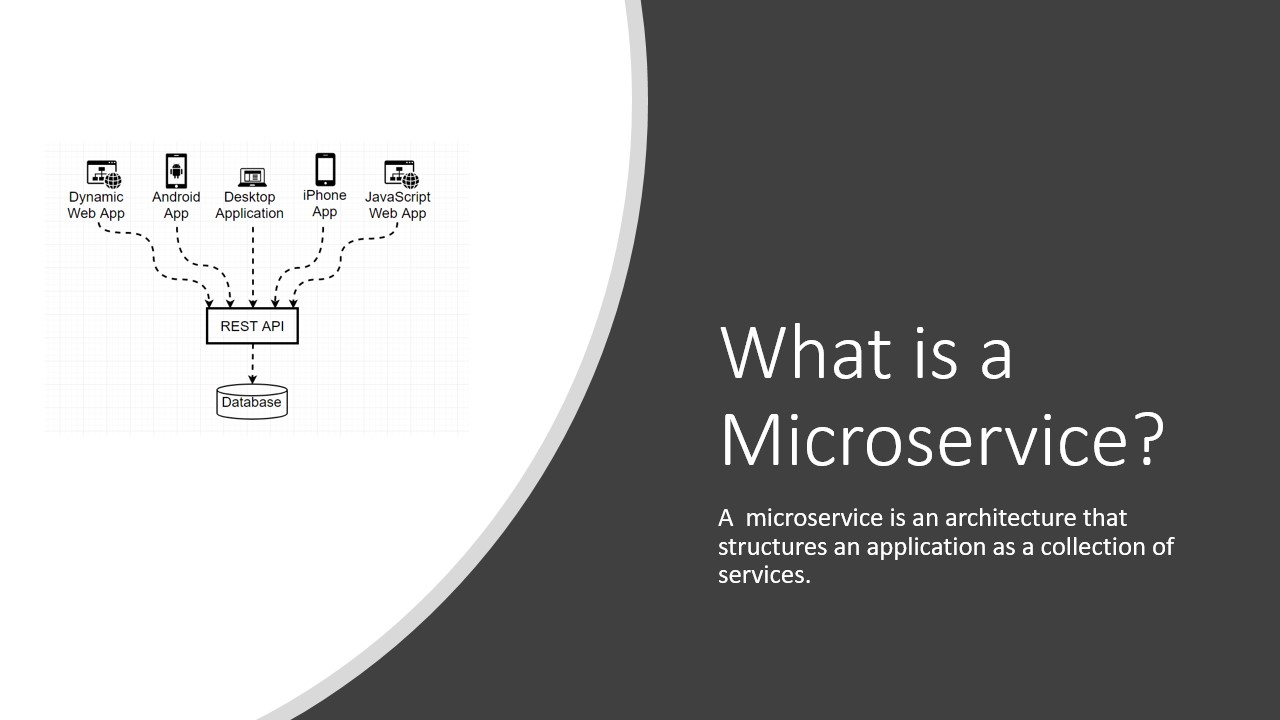 Dynamic
Web App
Android
App
Desktop
Application
iPhone
App
JavaScript
Web App
REST API
Database
What is a
Microservice?
A  microservice is an architecture that
structures an application as a collection of
services.